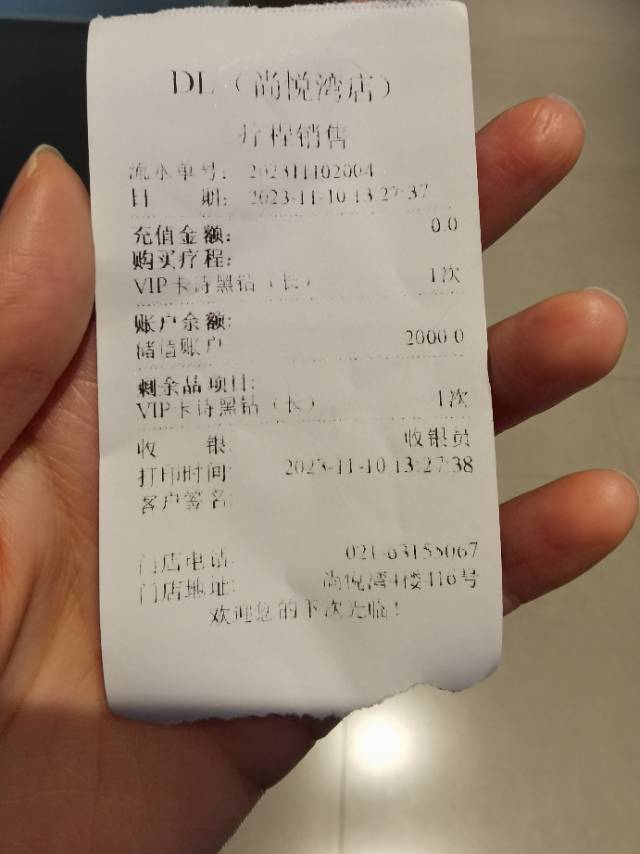 DL（尚悦湾店）
疗程销售
流水单号： 202311102004
日 期： 2023-11-10 13:27:37
充值金额： 0.0
购买疗程：
VIP卡诗黑钻（长） 1次
账户余额：
储值账户 2000.0
剩余品项目：
VIP卡诗黑钻（长） 1次
收 银： 收银员
打印时间： 2023-11-10 13:27:38
客户签名：
门店电话： 021-63155067
门店地址： 尚悦湾4楼416号
欢迎您的下次光临！